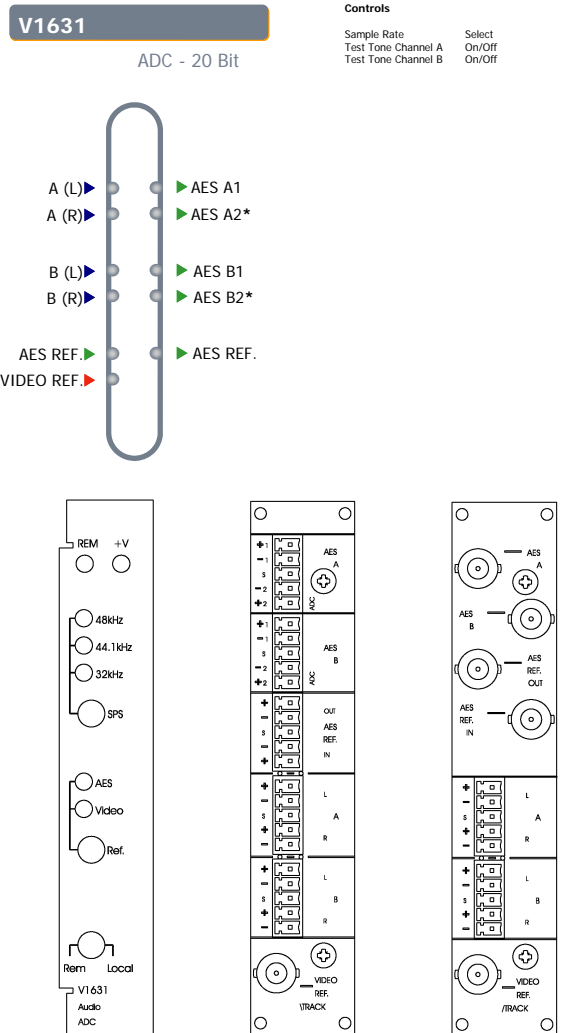 V1631
ADC - 20 Bit
Controls
Sample Rate Select
Test Tone Channel A On/Off
Test Tone Channel B On/Off
A (L) AES A1
A (R) AES A2*
B (L) AES B1
B (R) AES B2*
AES REF. AES REF.
VIDEO REF.
REM +V
48kHz
44.1kHz
32kHz
SPS
AES
Video
Ref.
Rem Local
V1631
Audio
ADC
+ 1
- 1
s
- 2
+ 2
AES
A
ADC
+ 1
- 1
s
- 2
+ 2
AES
B
ADC
+
-
s
-
+
OUT
AES
REF.
IN
+
-
s
+
-
L
A
R
+
-
s
+
-
L
B
R
VIDEO
REF.
\TRACK
AES
A
AES
B
AES
REF.
OUT
AES
REF.
IN
+
-
s
+
-
L
A
R
+
-
s
+
-
L
B
R
VIDEO
REF.
/TRACK